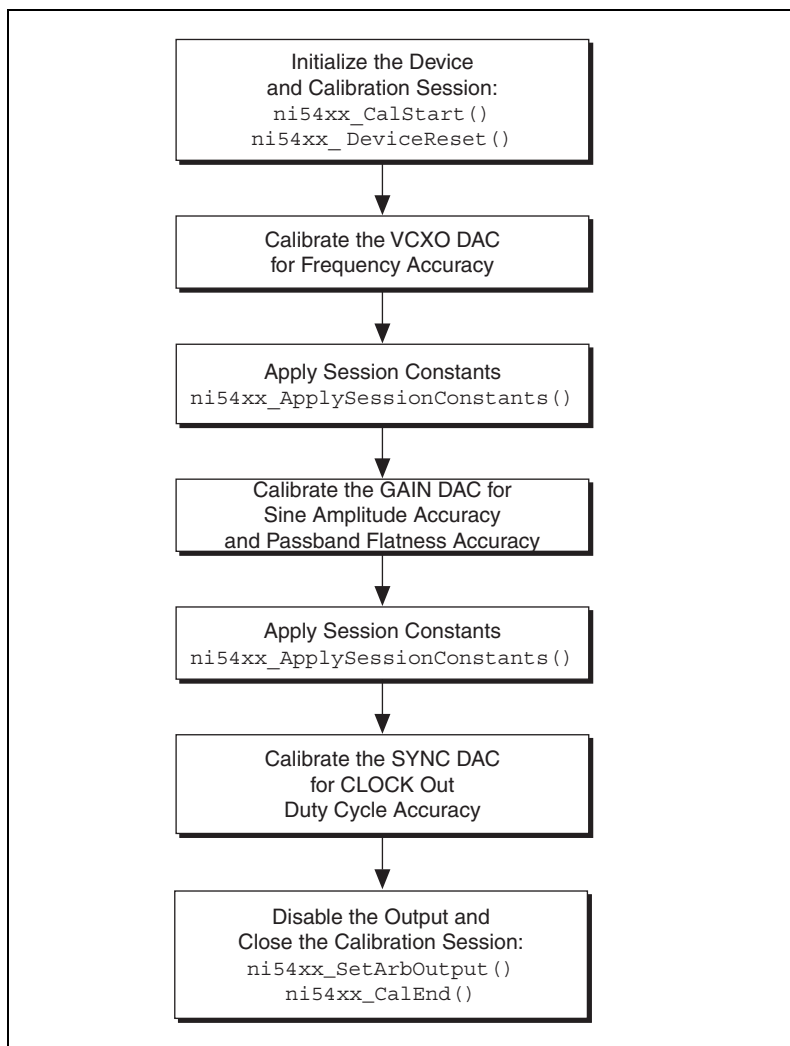 Initialize the Device
and Calibration Session:
ni54xx_CalStart()
ni54xx_DeviceReset()
Calibrate the VCXO DAC
for Frequency Accuracy
Apply Session Constants
ni54xx_ApplySessionConstants()
Calibrate the GAIN DAC for
Sine Amplitude Accuracy
and Passband Flatness Accuracy
Apply Session Constants
ni54xx_ApplySessionConstants()
Calibrate the SYNC DAC
for CLOCK Out
Duty Cycle Accuracy
Disable the Output and
Close the Calibration Session:
ni54xx_SetArbOutput()
ni54xx_CalEnd()